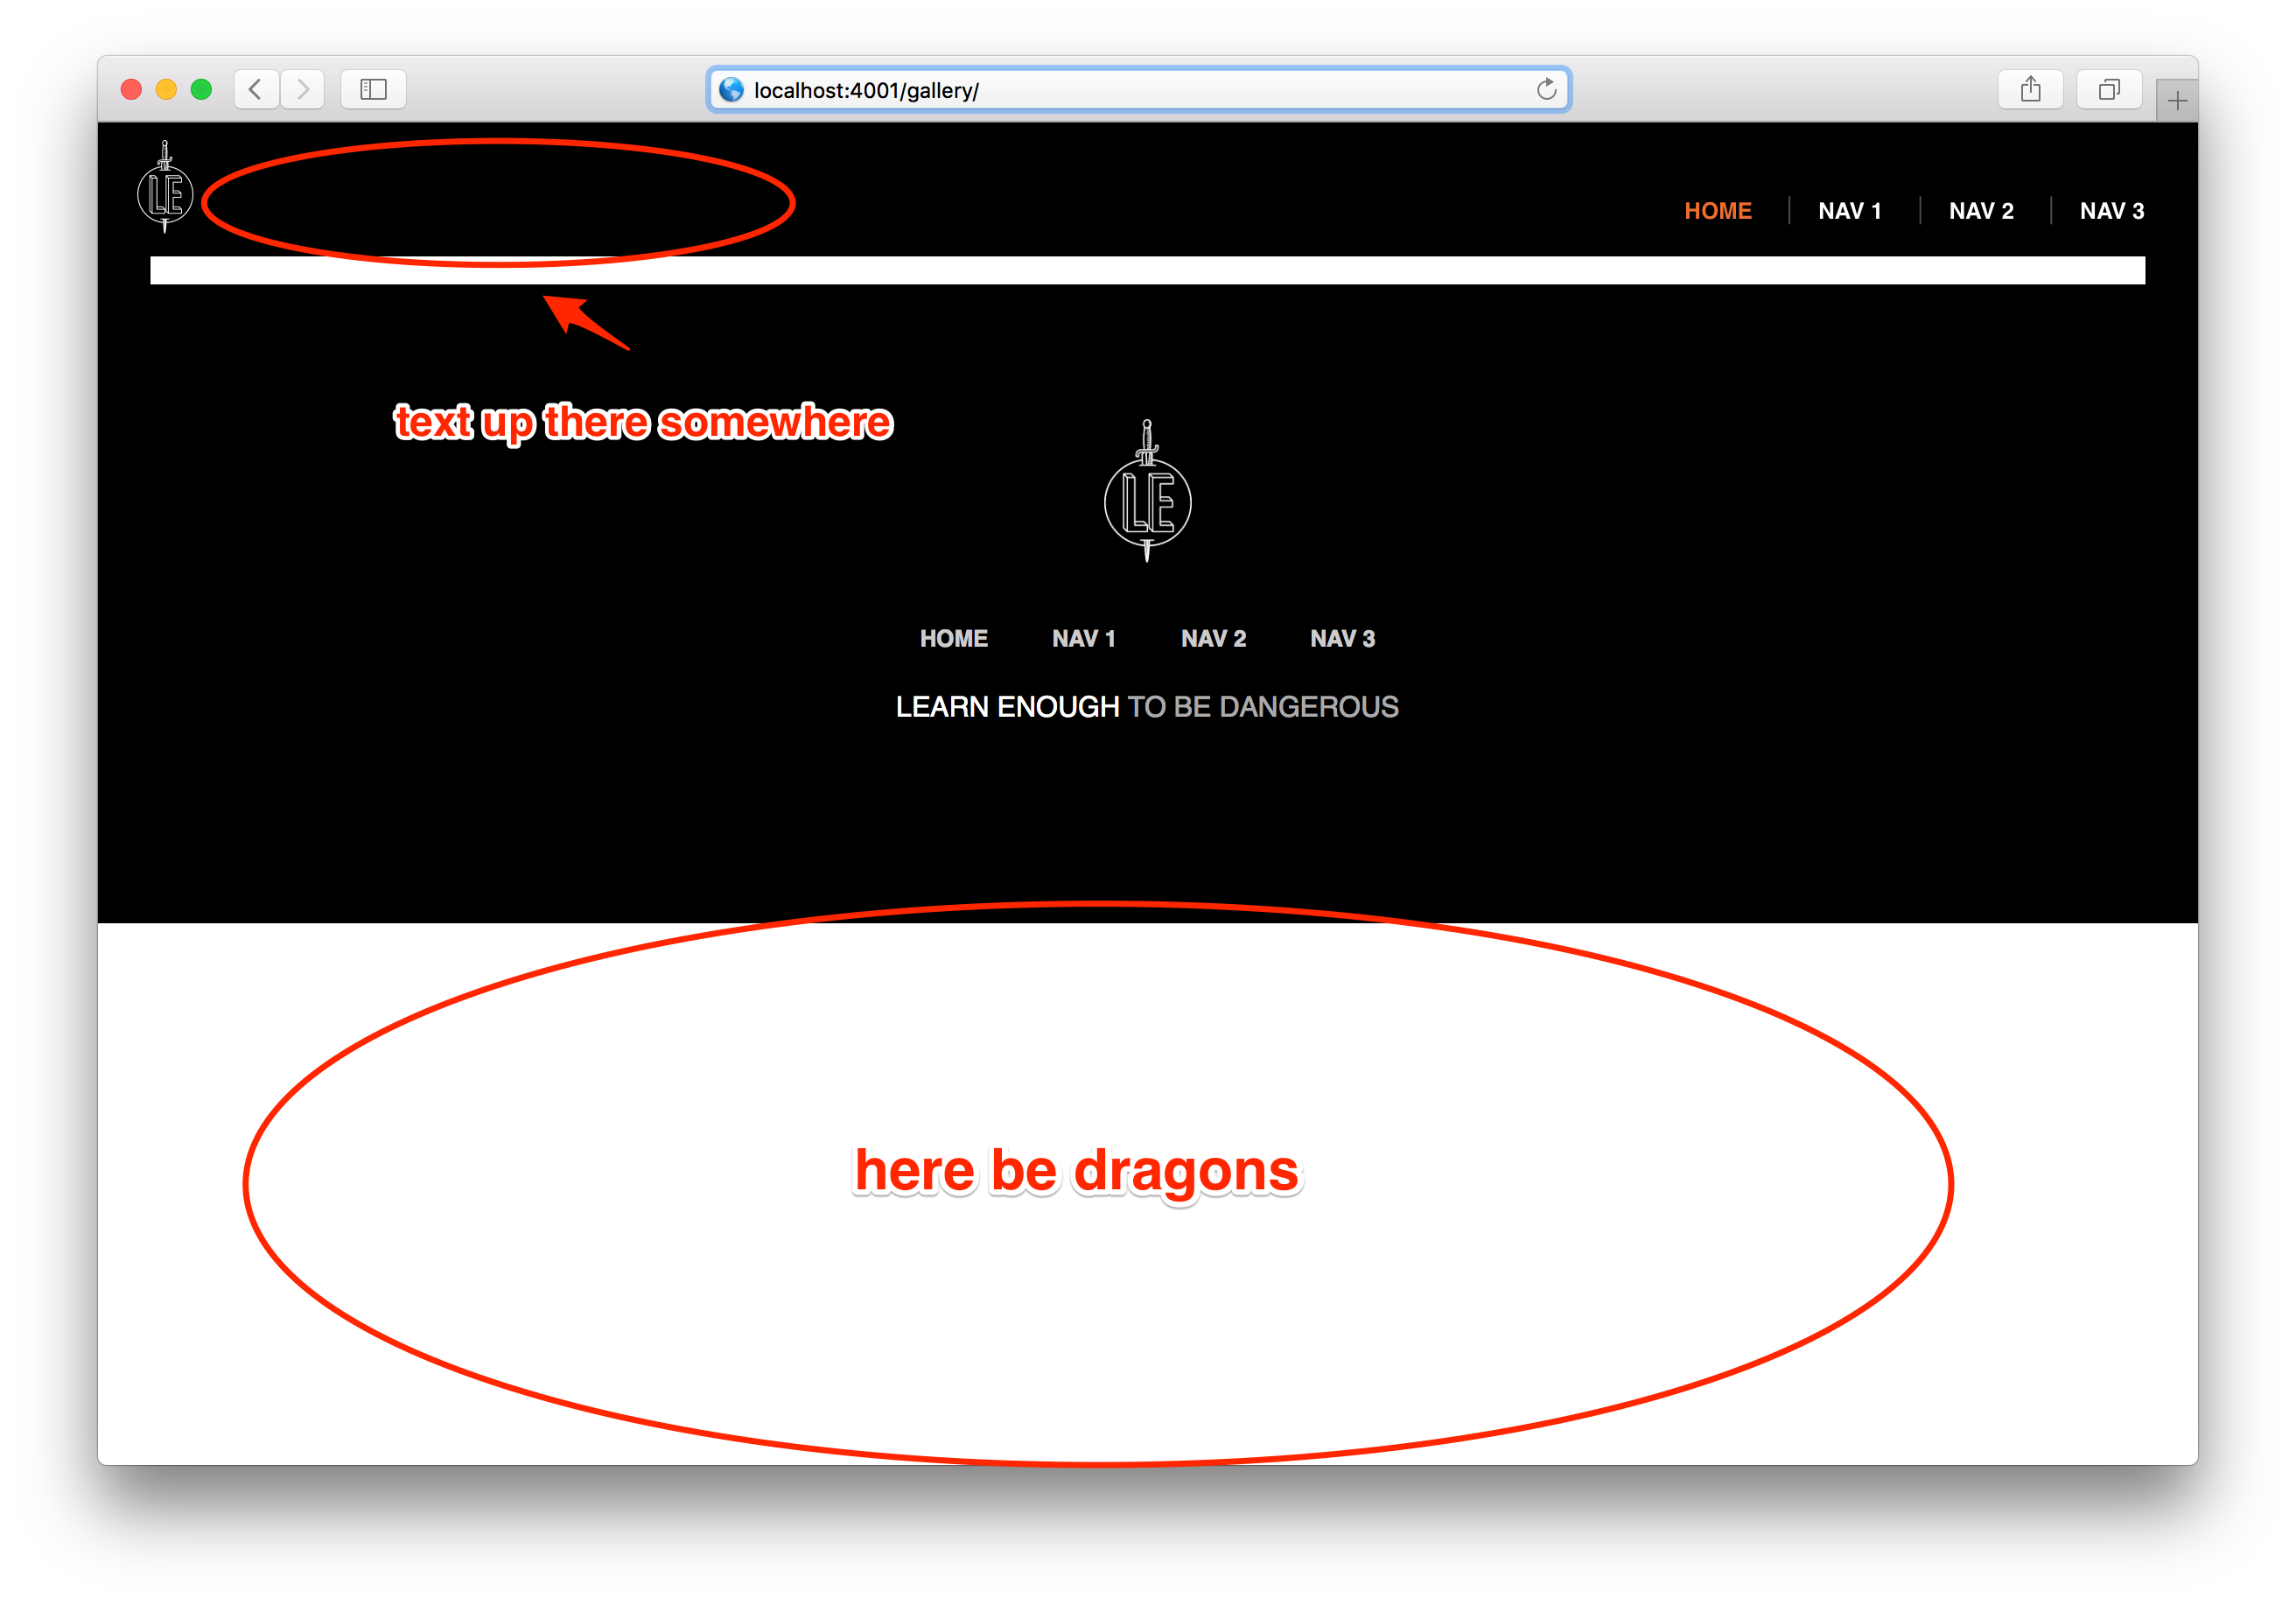 localhost:4001/gallery/
LE
HOME NAV 1 NAV 2 NAV 3
text up there somewhere
LE
HOME NAV 1 NAV 2 NAV 3
LEARN ENOUGH TO BE DANGEROUS
here be dragons